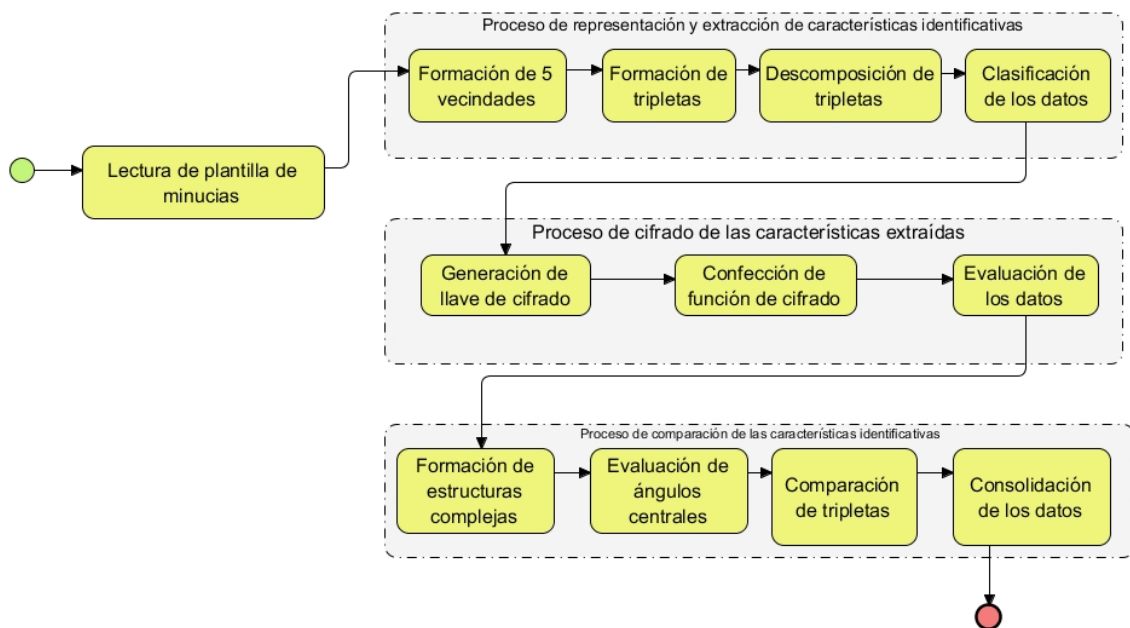 Proceso de representación y extracción de características identificativas
Formación de 5
vecindades
Formación de
tripletas
Descomposición de
tripletas
Clasificación
de los datos
Lectura de plantilla de
minucias
Proceso de cifrado de las características extraídas
Generación de
llave de cifrado
Confección de
función de cifrado
Evaluación de
los datos
Proceso de comparación de las características identificativas
Formación de
estructuras
complejas
Evaluación de
ángulos
centrales
Comparación
de tripletas
Consolidación
de los datos